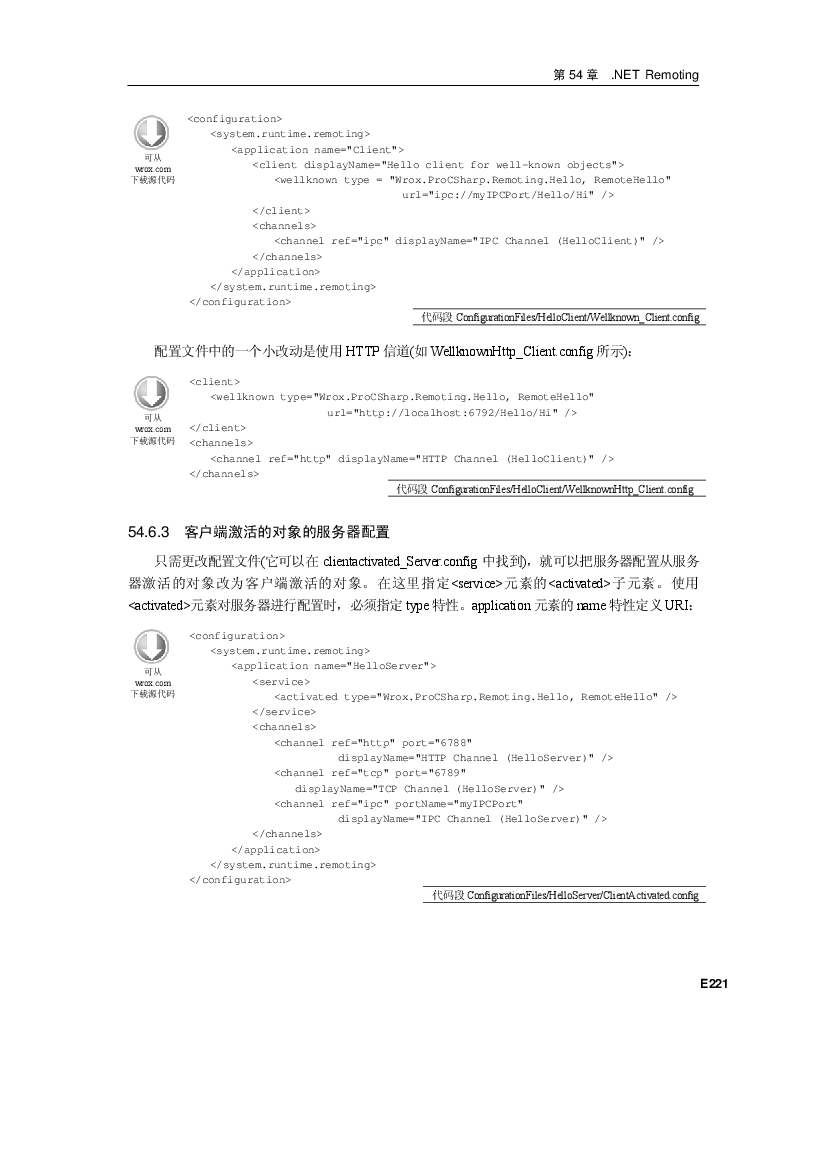 第 54 章 .NET Remoting
<configuration>
<system.runtime.remoting>
<application name="Client">
<client displayName="Hello client for well-known objects">
<wellknown type = "Wrox.ProCSharp.Remoting.Hello, RemoteHello"
url="ipc://myIPCPort/Hello/Hi" />
</client>
<channels>
<channel ref="ipc" displayName="IPC Channel (HelloClient)" />
</channels>
</application>
</system.runtime.remoting>
</configuration>
可从
wrox.com
下载源代码
代码段 ConfigurationFiles/HelloClient/Wellknown_Client.config
配置文件中的一个小改动是使用 HTTP 信道(如 WellknownHttp_Client.config 所示)：
<client>
<wellknown type="Wrox.ProCSharp.Remoting.Hello, RemoteHello"
url="http://localhost:6792/Hello/Hi" />
</client>
<channels>
<channel ref="http" displayName="HTTP Channel (HelloClient)" />
</channels>
可从
wrox.com
下载源代码
代码段 ConfigurationFiles/HelloClient/WellknownHttp_Client.config
54.6.3 客户端激活的对象的服务器配置
只需更改配置文件(它可以在 clientactivated_Server.config 中找到)，就可以把服务器配置从服务
器激活的对象改为客户端激活的对象。在这里指定<service>元素的<activated>子元素。使用
<activated>元素对服务器进行配置时，必须指定 type 特性。application 元素的 name 特性定义 URI：
<configuration>
<system.runtime.remoting>
<application name="HelloServer">
<service>
<activated type="Wrox.ProCSharp.Remoting.Hello, RemoteHello" />
</service>
<channels>
<channel ref="http" port="6788"
displayName="HTTP Channel (HelloServer)" />
<channel ref="tcp" port="6789"
displayName="TCP Channel (HelloServer)" />
<channel ref="ipc" portName="myIPCPort"
displayName="IPC Channel (HelloServer)" />
</channels>
</application>
</system.runtime.remoting>
</configuration>
可从
wrox.com
下载源代码
代码段 ConfigurationFiles/HelloServer/ClientActivated.config
E221